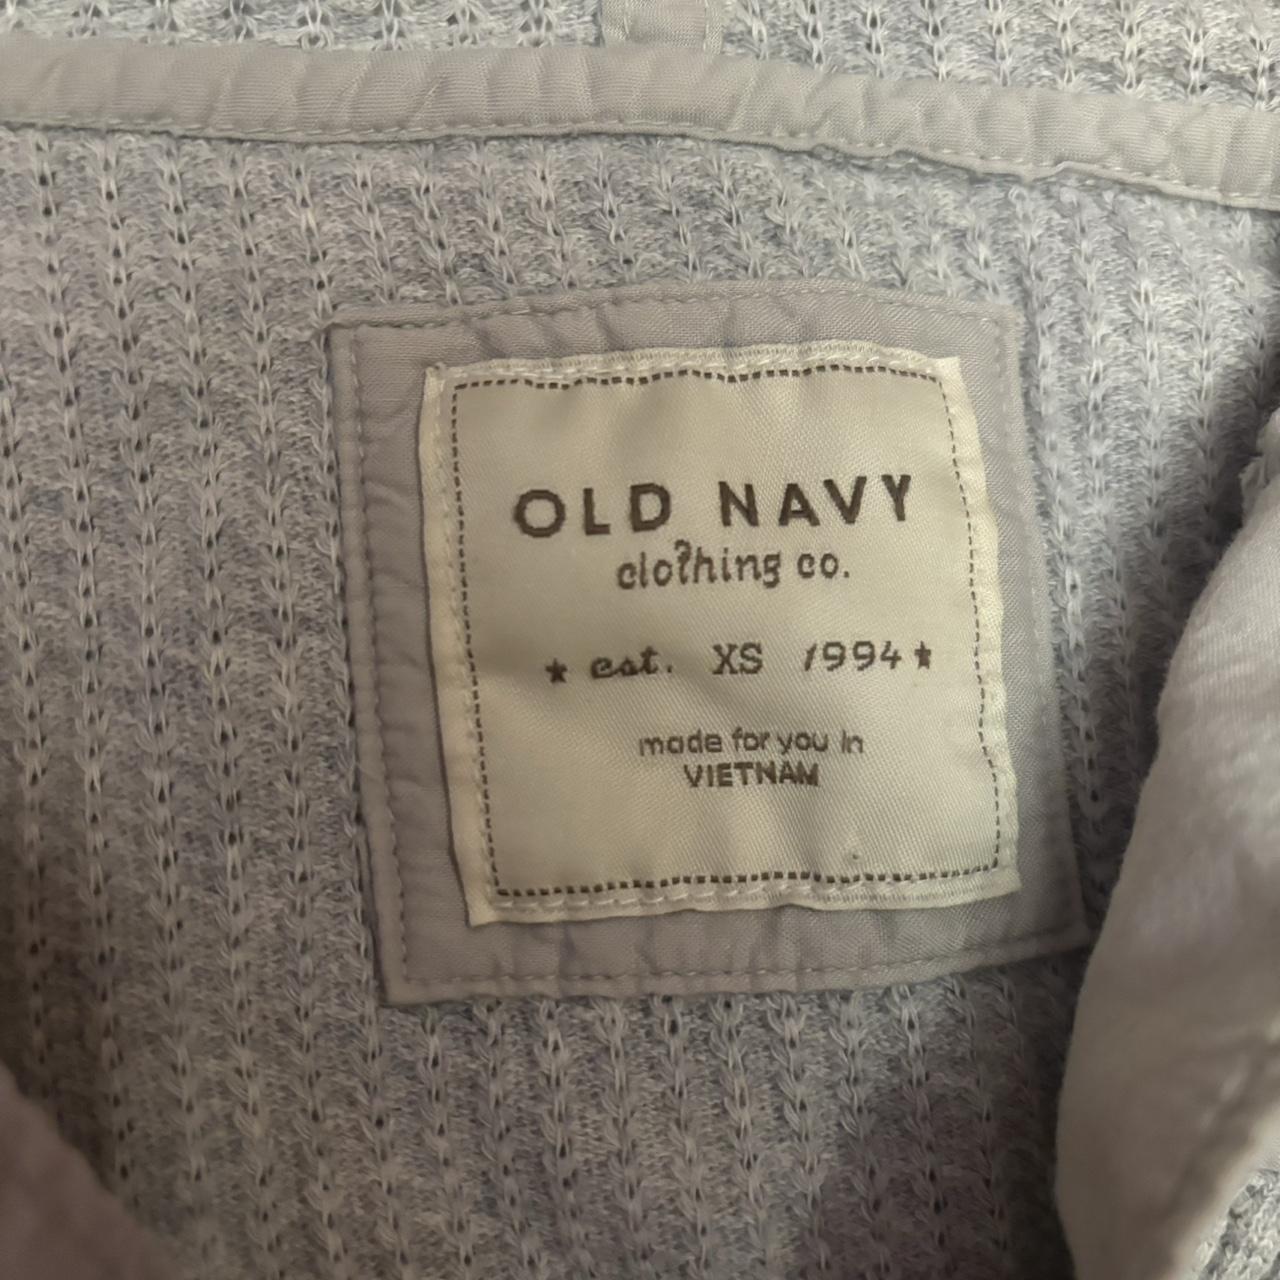 OLD NAVY
clothing co.
★ est. XS 1994 ★
made for you in
VIETNAM